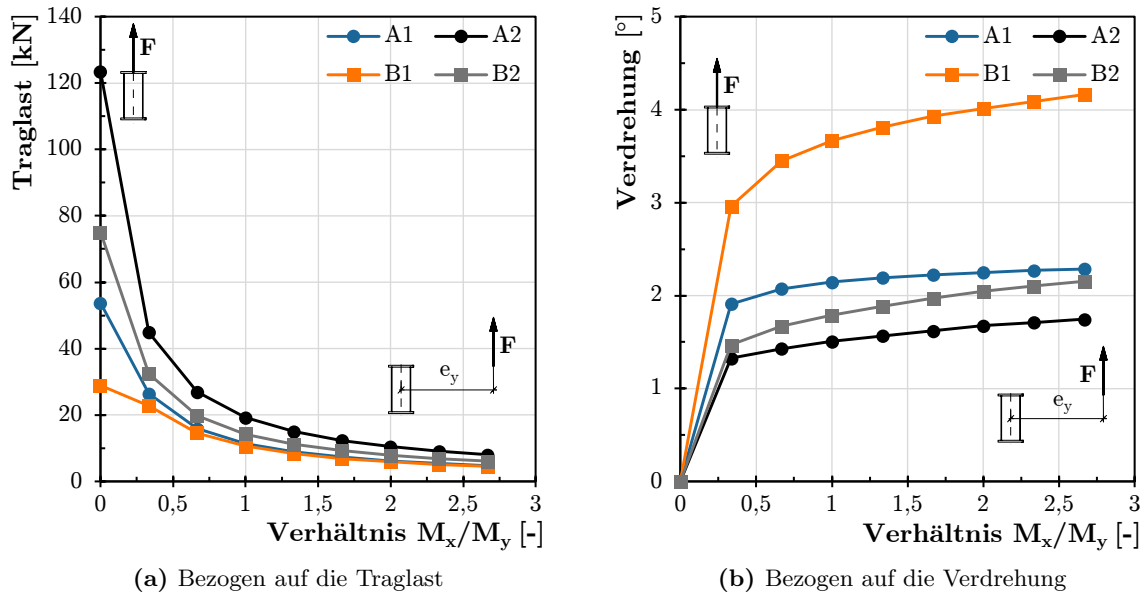 Traglast [kN]
140
120
100
80
60
40
20
0
A1 A2
B1 B2
F
F
e_y
0 0,5 1 1,5 2 2,5 3
Verhältnis M_x/M_y [-]
(a) Bezogen auf die Traglast
Verdrehung [°]
5
4
3
2
1
0
A1 A2
B1 B2
F
F
e_y
0 0,5 1 1,5 2 2,5 3
Verhältnis M_x/M_y [-]
(b) Bezogen auf die Verdrehung